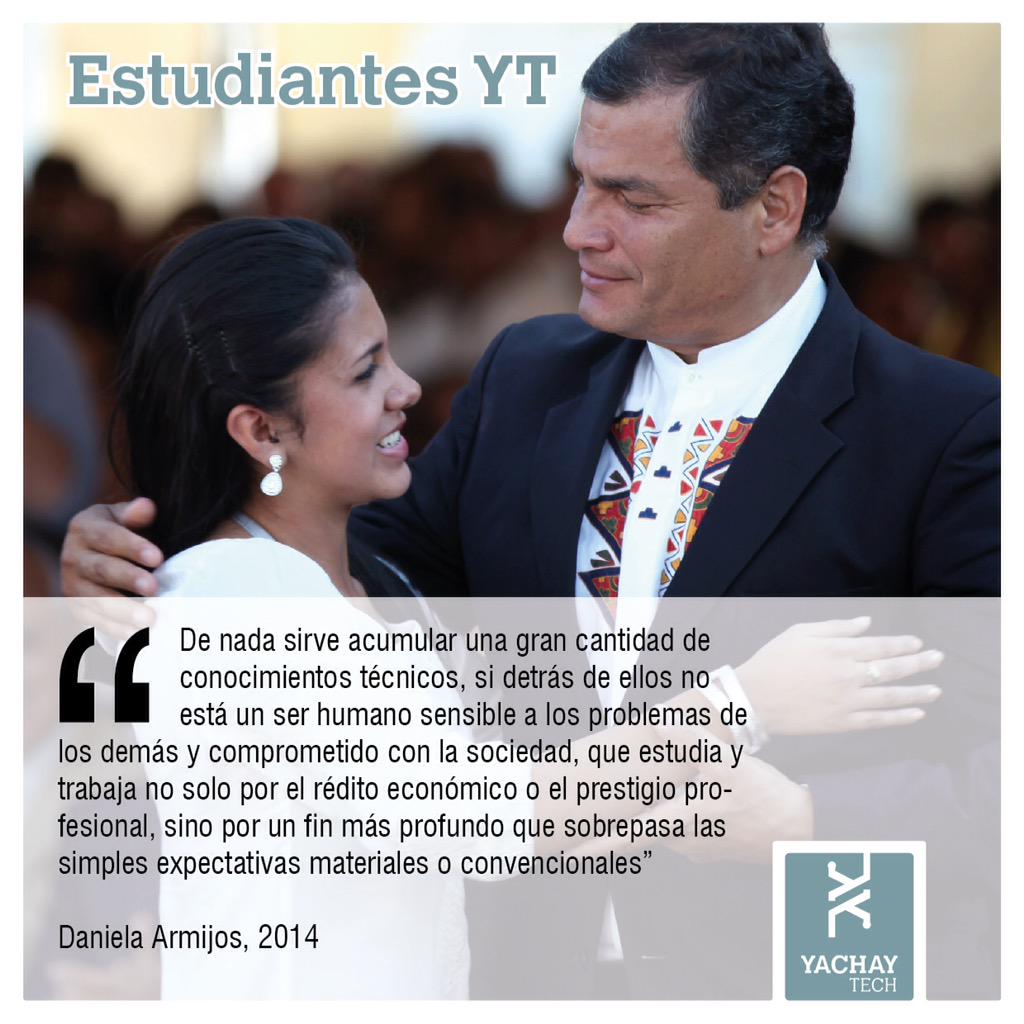 Estudiantes YT
“ De nada sirve acumular una gran cantidad de
conocimientos técnicos, si detrás de ellos no
está un ser humano sensible a los problemas de
los demás y comprometido con la sociedad, que estudia y
trabaja no solo por el rédito económico o el prestigio pro-
fesional, sino por un fin más profundo que sobrepasa las
simples expectativas materiales o convencionales”
Daniela Armijos, 2014
YACHAY
TECH